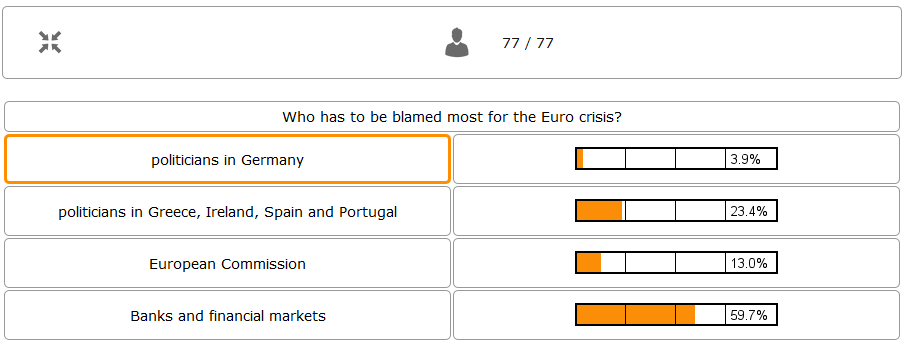 77 / 77
Who has to be blamed most for the Euro crisis?
politicians in Germany 3.9%
politicians in Greece, Ireland, Spain and Portugal 23.4%
European Commission 13.0%
Banks and financial markets 59.7%